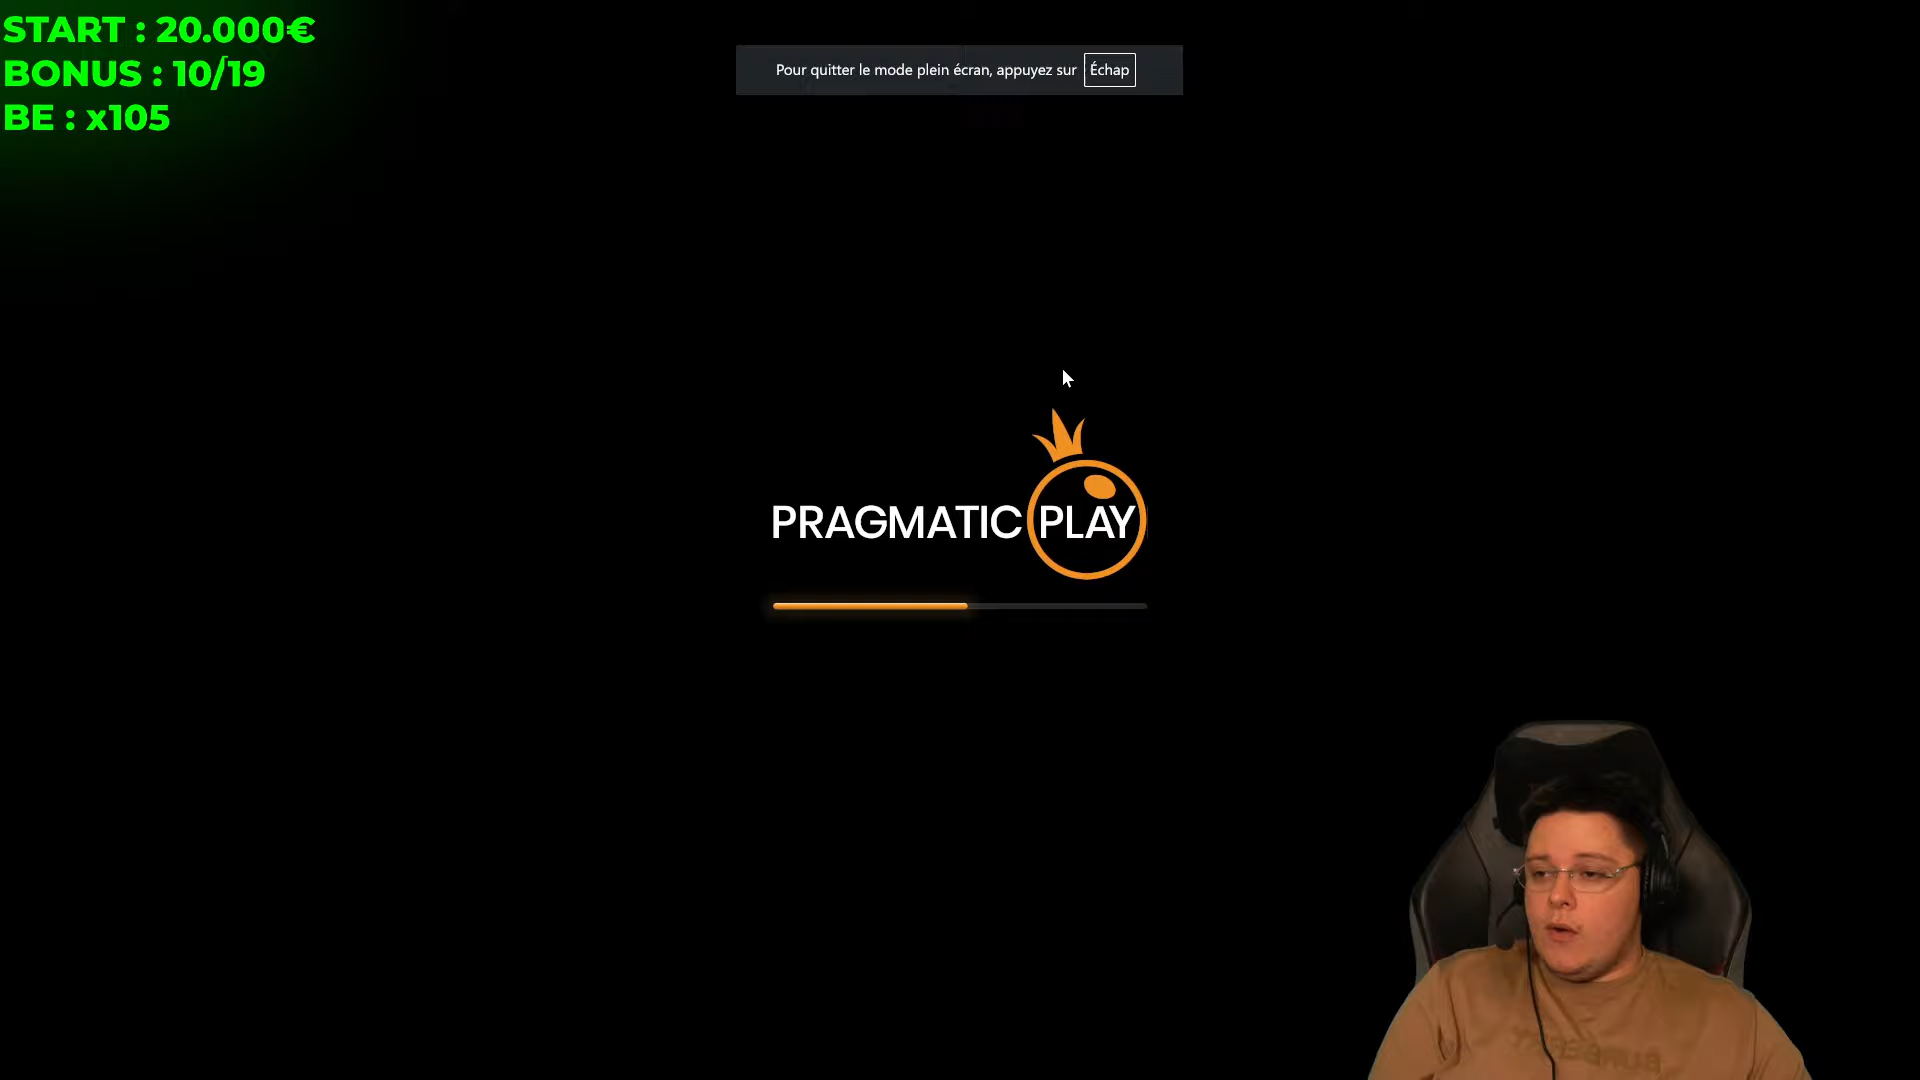 START : 20.000€
BONUS : 10/19
BE : x105
Pour quitter le mode plein écran, appuyez sur Échap
PRAGMATIC PLAY